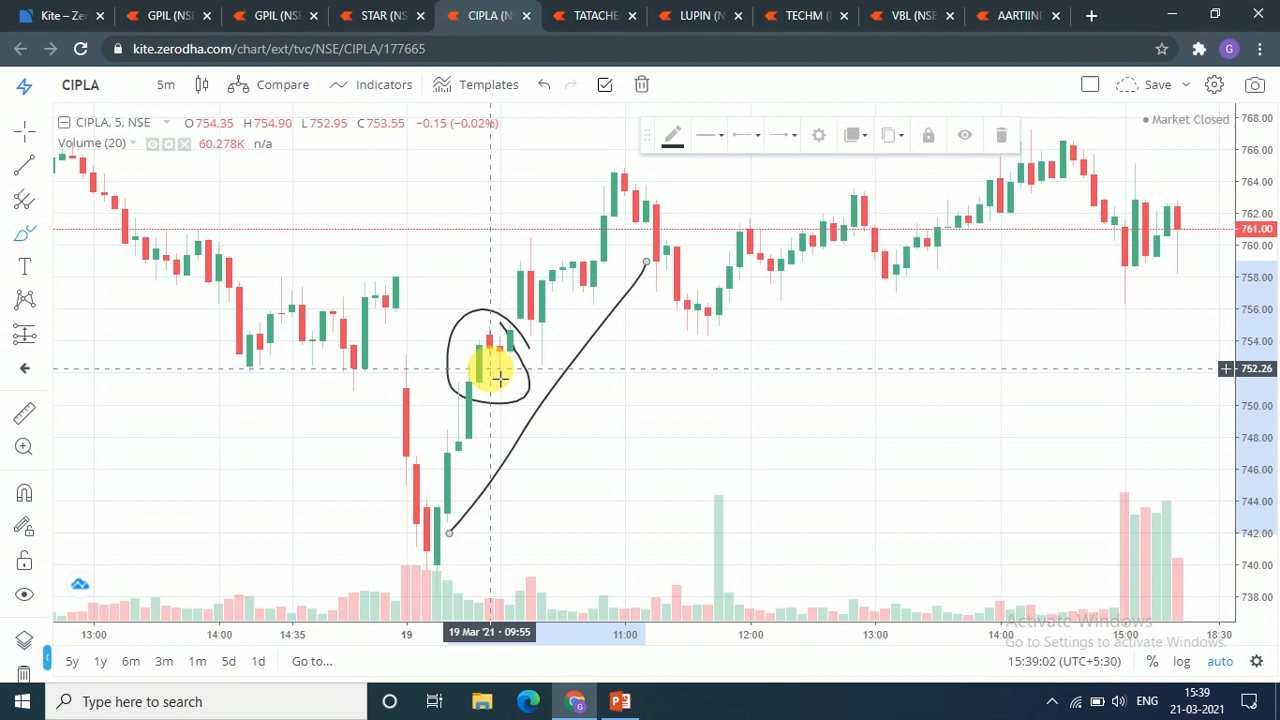 Kite – Zer
GPIL (NS
GPIL (NS
STAR (NS
CIPLA (N
TATACHE
LUPIN (N
TECHM (
VBL (NSE
AARTIIN
kite.zerodha.com/chart/ext/tvc/NSE/CIPLA/177665
G
CIPLA
5m
Compare
Indicators
Templates
Save
CIPLA, 5, NSE O754.35 H754.90 L752.95 C753.55 −0.15 (−0.02%)
Volume (20) 60.278K n/a
Market Closed
768.00
766.00
764.00
762.00
761.00
760.00
758.00
756.00
754.00
752.26
750.00
748.00
746.00
744.00
742.00
740.00
738.00
13:00 14:00 14:35 19 19 Mar '21 - 09:55 11:00 12:00 13:00 14:00 15:00 18:30
Activate Windows
Go to Settings to activate Windows.
5y 1y 6m 3m 1m 5d 1d Go to... 15:39:02 (UTC+5:30) % log auto
Type here to search
G
ENG
15:39
21-03-2021